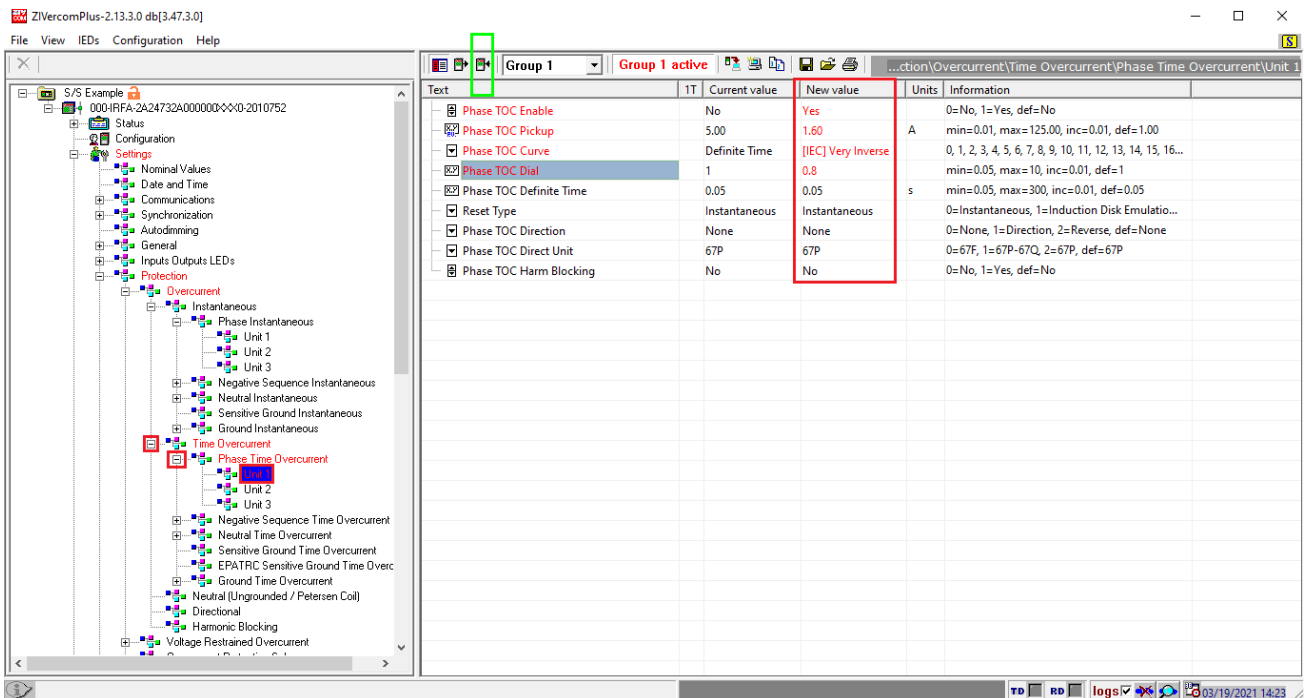 ZIVercomPlus-2.13.3.0 db[3.47.3.0]
File View IEDs Configuration Help
S
Group 1
Group 1 active
...ction\Overcurrent\Time Overcurrent\Phase Time Overcurrent\Unit 1
S/S Example
000-IRFA-2A24732A000000XXX0-2010752
Status
Configuration
Settings
Nominal Values
Date and Time
Communications
Synchronization
Autodimming
General
Inputs Outputs LEDs
Protection
Overcurrent
Instantaneous
Phase Instantaneous
Unit 1
Unit 2
Unit 3
Negative Sequence Instantaneous
Neutral Instantaneous
Sensitive Ground Instantaneous
Ground Instantaneous
Time Overcurrent
Phase Time Overcurrent
Unit 1
Unit 2
Unit 3
Negative Sequence Time Overcurrent
Neutral Time Overcurrent
Sensitive Ground Time Overcurrent
EPATRC Sensitive Ground Time Overc
Ground Time Overcurrent
Neutral (Ungrounded / Petersen Coil)
Directional
Harmonic Blocking
Voltage Restrained Overcurrent
Text 1T Current value New value Units Information
Phase TOC Enable No Yes 0=No, 1=Yes, def=No
Phase TOC Pickup 5.00 1.60 A min=0.01, max=125.00, inc=0.01, def=1.00
Phase TOC Curve Definite Time [IEC] Very Inverse 0, 1, 2, 3, 4, 5, 6, 7, 8, 9, 10, 11, 12, 13, 14, 15, 16...
Phase TOC Dial 1 0.8 min=0.05, max=10, inc=0.01, def=1
Phase TOC Definite Time 0.05 0.05 s min=0.05, max=300, inc=0.01, def=0.05
Reset Type Instantaneous Instantaneous 0=Instantaneous, 1=Induction Disk Emulatio...
Phase TOC Direction None None 0=None, 1=Direction, 2=Reverse, def=None
Phase TOC Direct Unit 67P 67P 0=67F, 1=67P-67Q, 2=67P, def=67P
Phase TOC Harm Blocking No No 0=No, 1=Yes, def=No
TD RD logs 03/19/2021 14:23